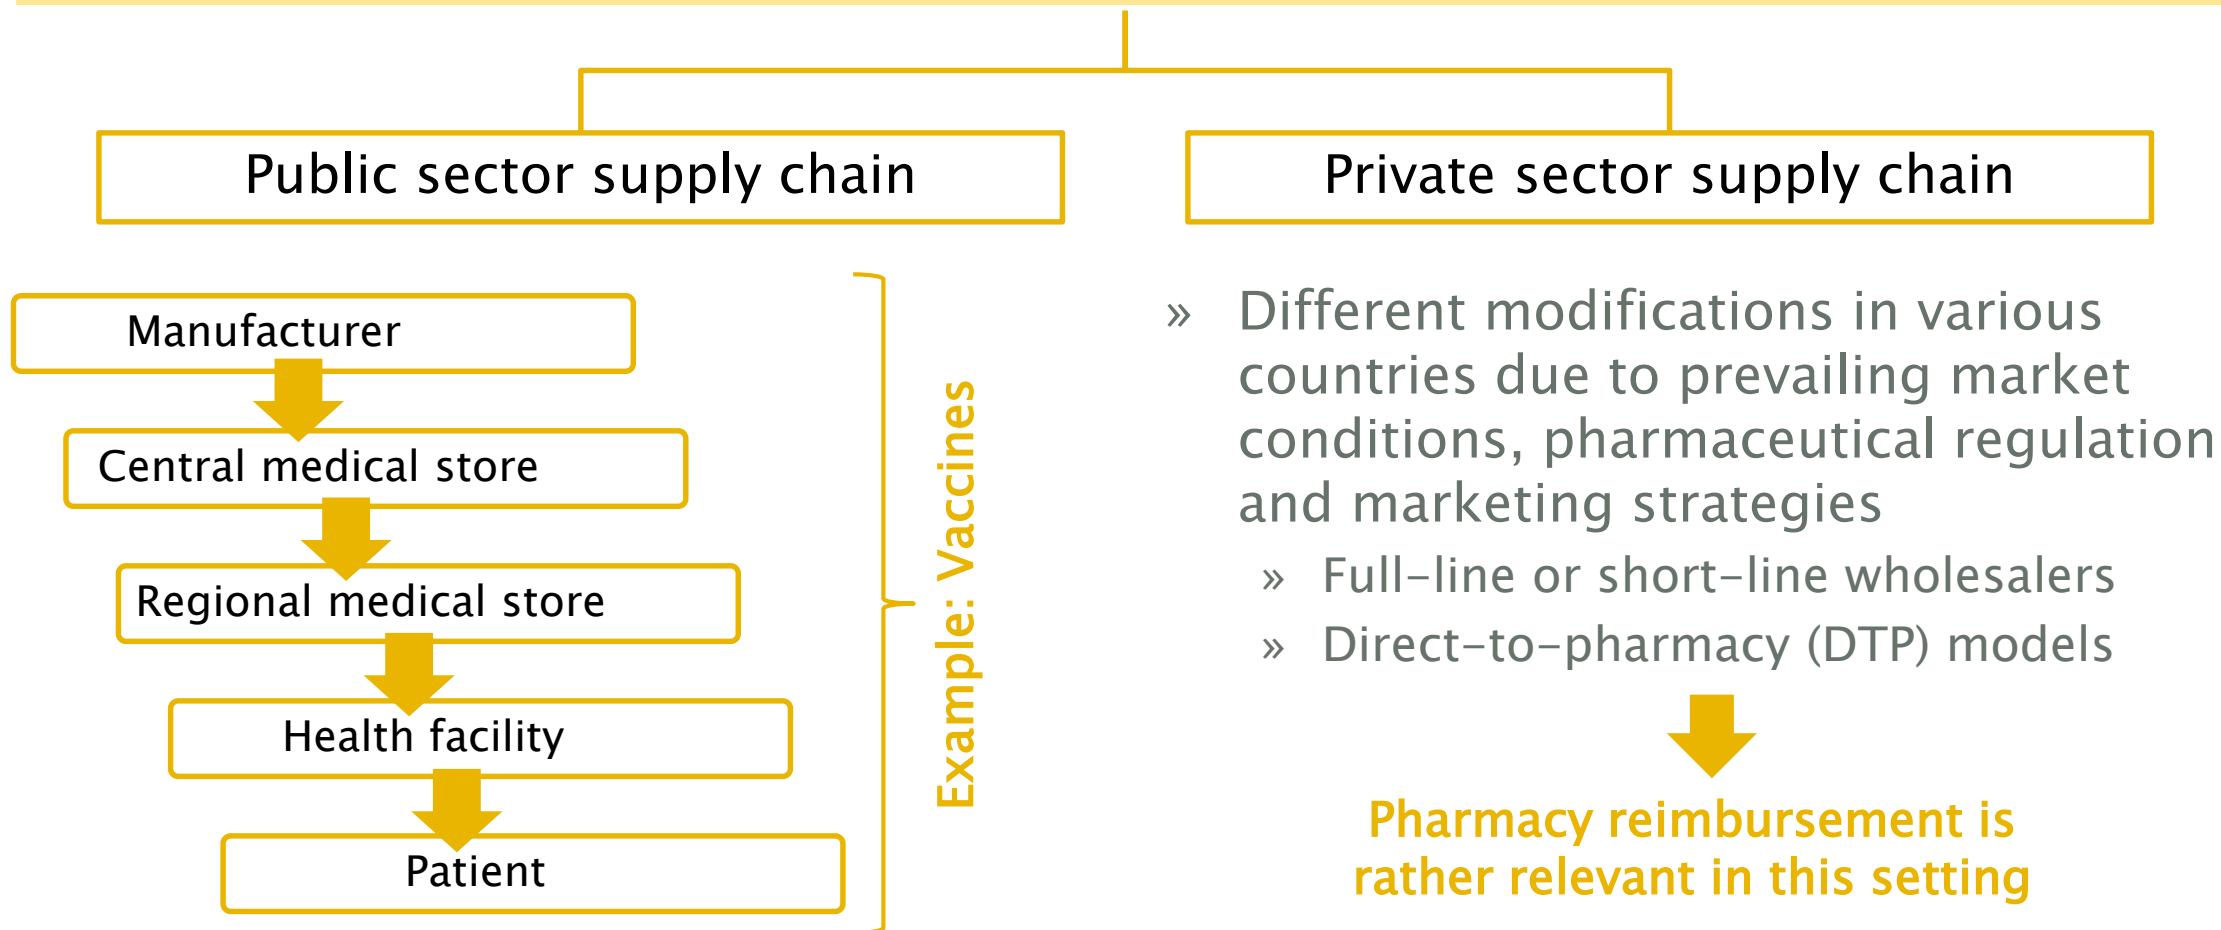 Public sector supply chain
Private sector supply chain
Manufacturer
Central medical store
Regional medical store
Health facility
Patient
Example: Vaccines
» Different modifications in various
countries due to prevailing market
conditions, pharmaceutical regulation
and marketing strategies
» Full-line or short-line wholesalers
» Direct-to-pharmacy (DTP) models
Pharmacy reimbursement is
rather relevant in this setting